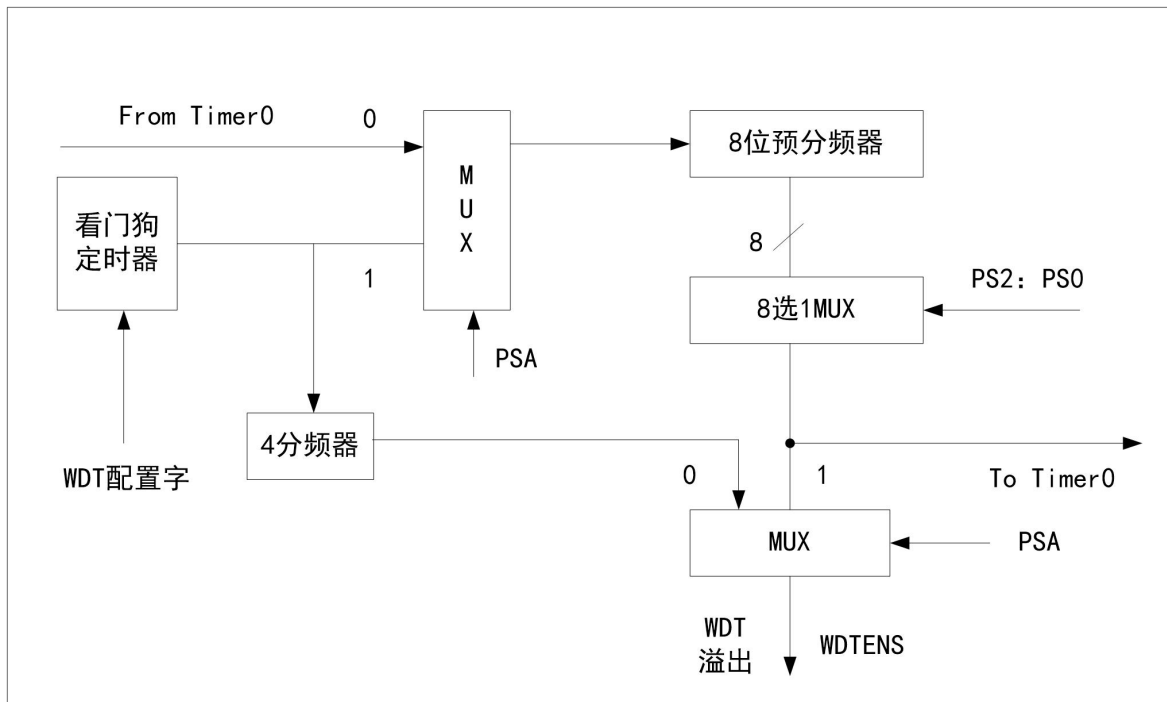 From Timer0
0
M
U
X
8位预分频器
看门狗
定时器
8
1
PS2：PS0
8选1MUX
PSA
4分频器
WDT配置字
0
1
To Timer0
MUX
PSA
WDT
溢出
WDTENS